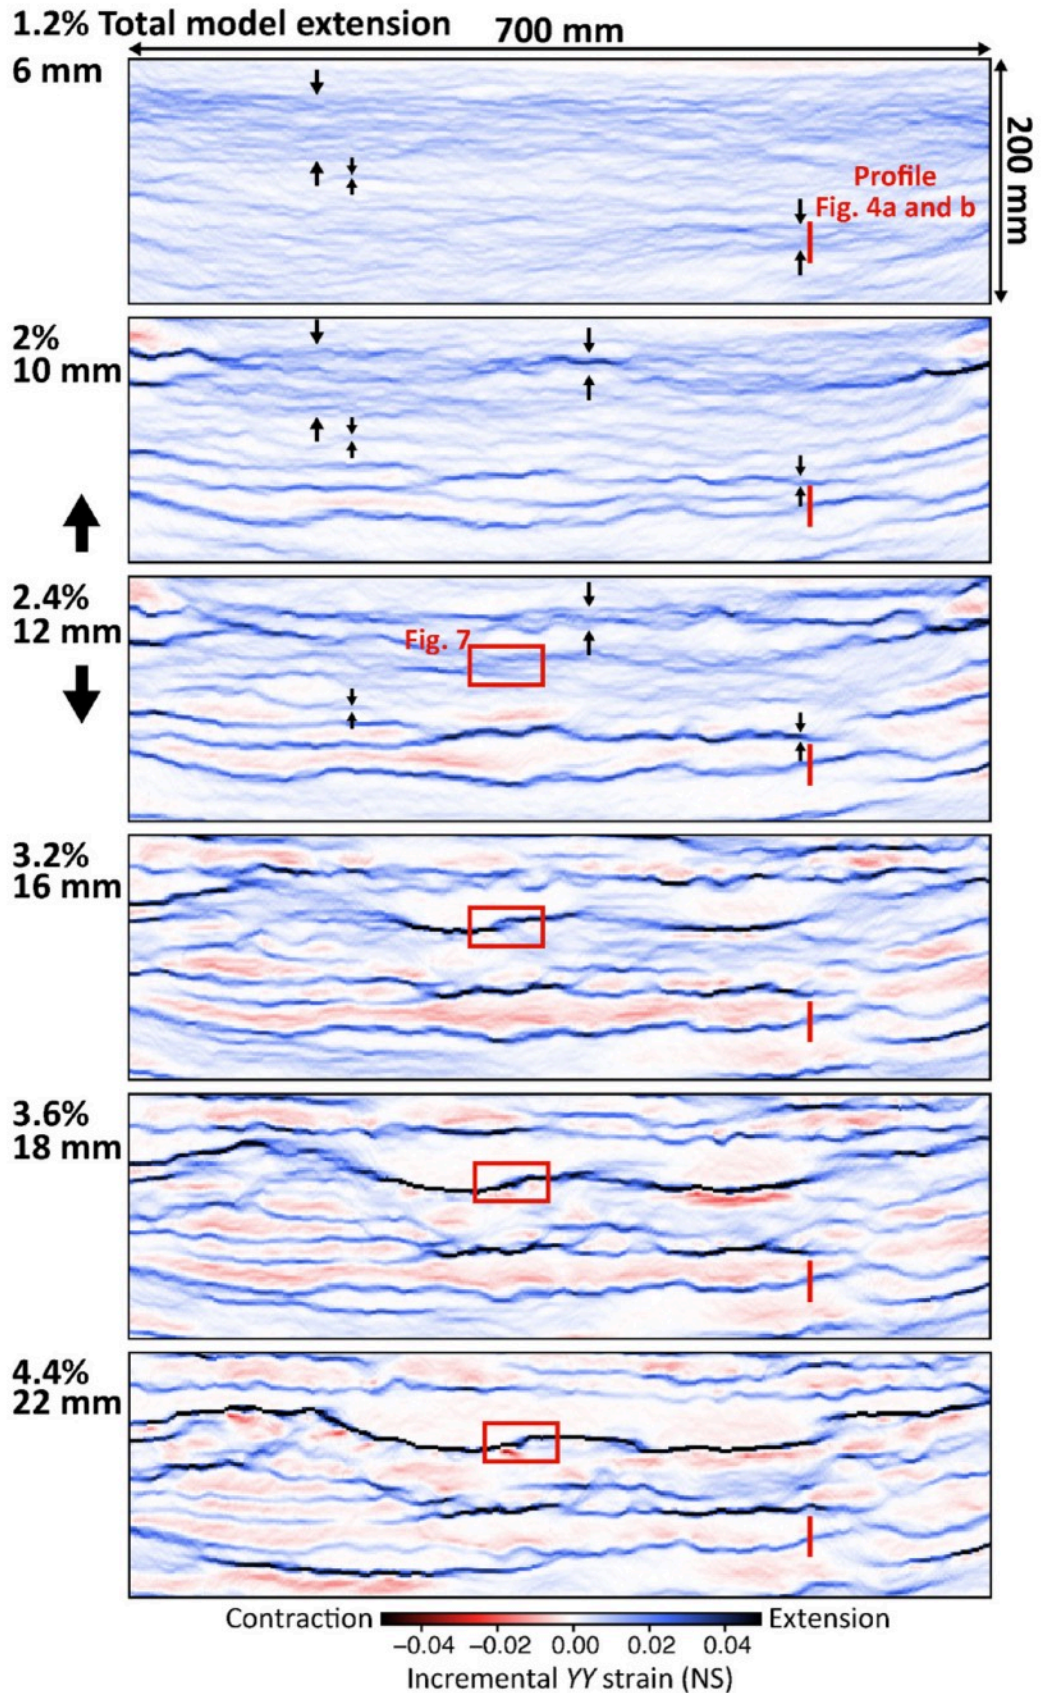 1.2% Total model extension
700 mm
6 mm
200 mm
Profile
Fig. 4a and b
2%
10 mm
2.4%
12 mm
Fig. 7
3.2%
16 mm
3.6%
18 mm
4.4%
22 mm
Contraction
Extension
−0.04 −0.02 0.00 0.02 0.04
Incremental YY strain (NS)